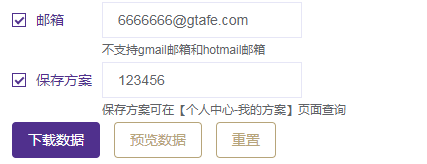 邮箱 6666666@gtafe.com
不支持gmail邮箱和hotmail邮箱
保存方案 123456
保存方案可在【个人中心-我的方案】页面查询
下载数据 预览数据 重置